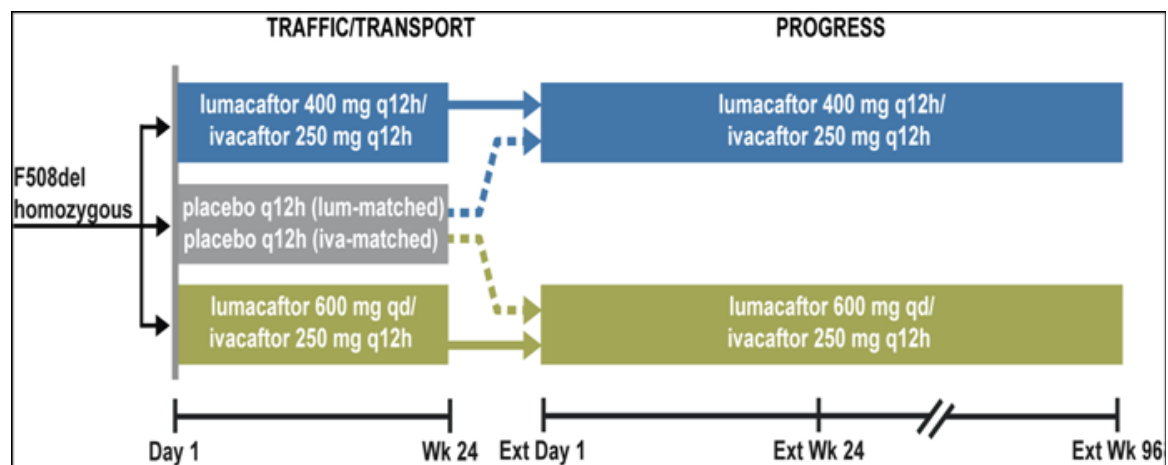 TRAFFIC/TRANSPORT
PROGRESS
lumacaftor 400 mg q12h/
ivacaftor 250 mg q12h
lumacaftor 400 mg q12h/
ivacaftor 250 mg q12h
F508del
homozygous
placebo q12h (lum-matched)
placebo q12h (iva-matched)
lumacaftor 600 mg qd/
ivacaftor 250 mg q12h
lumacaftor 600 mg qd/
ivacaftor 250 mg q12h
Day 1
Wk 24
Ext Day 1
Ext Wk 24
Ext Wk 96